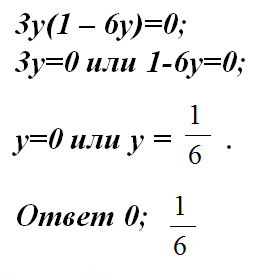 3y(1 – 6y)=0;
3y=0 или 1-6y=0;
y=0 или y = 1/6 .
Ответ 0; 1/6